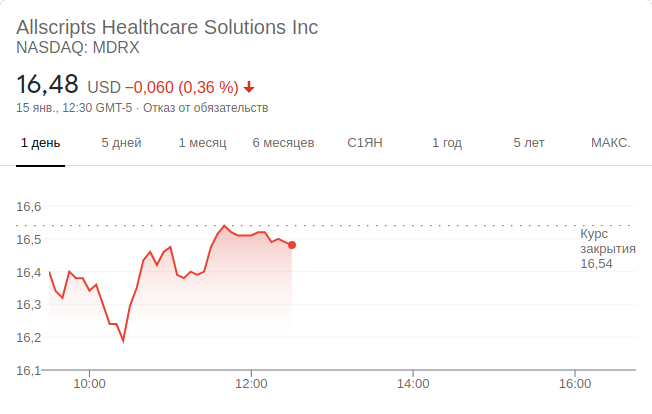 Allscripts Healthcare Solutions Inc
NASDAQ: MDRX
16,48 USD −0,060 (0,36 %)
15 янв., 12:30 GMT-5 · Отказ от обязательств
1 день 5 дней 1 месяц 6 месяцев С1ЯН 1 год 5 лет МАКС.
16,6
16,5
16,4
16,3
16,2
16,1
Курс
закрытия
16,54
10:00 12:00 14:00 16:00